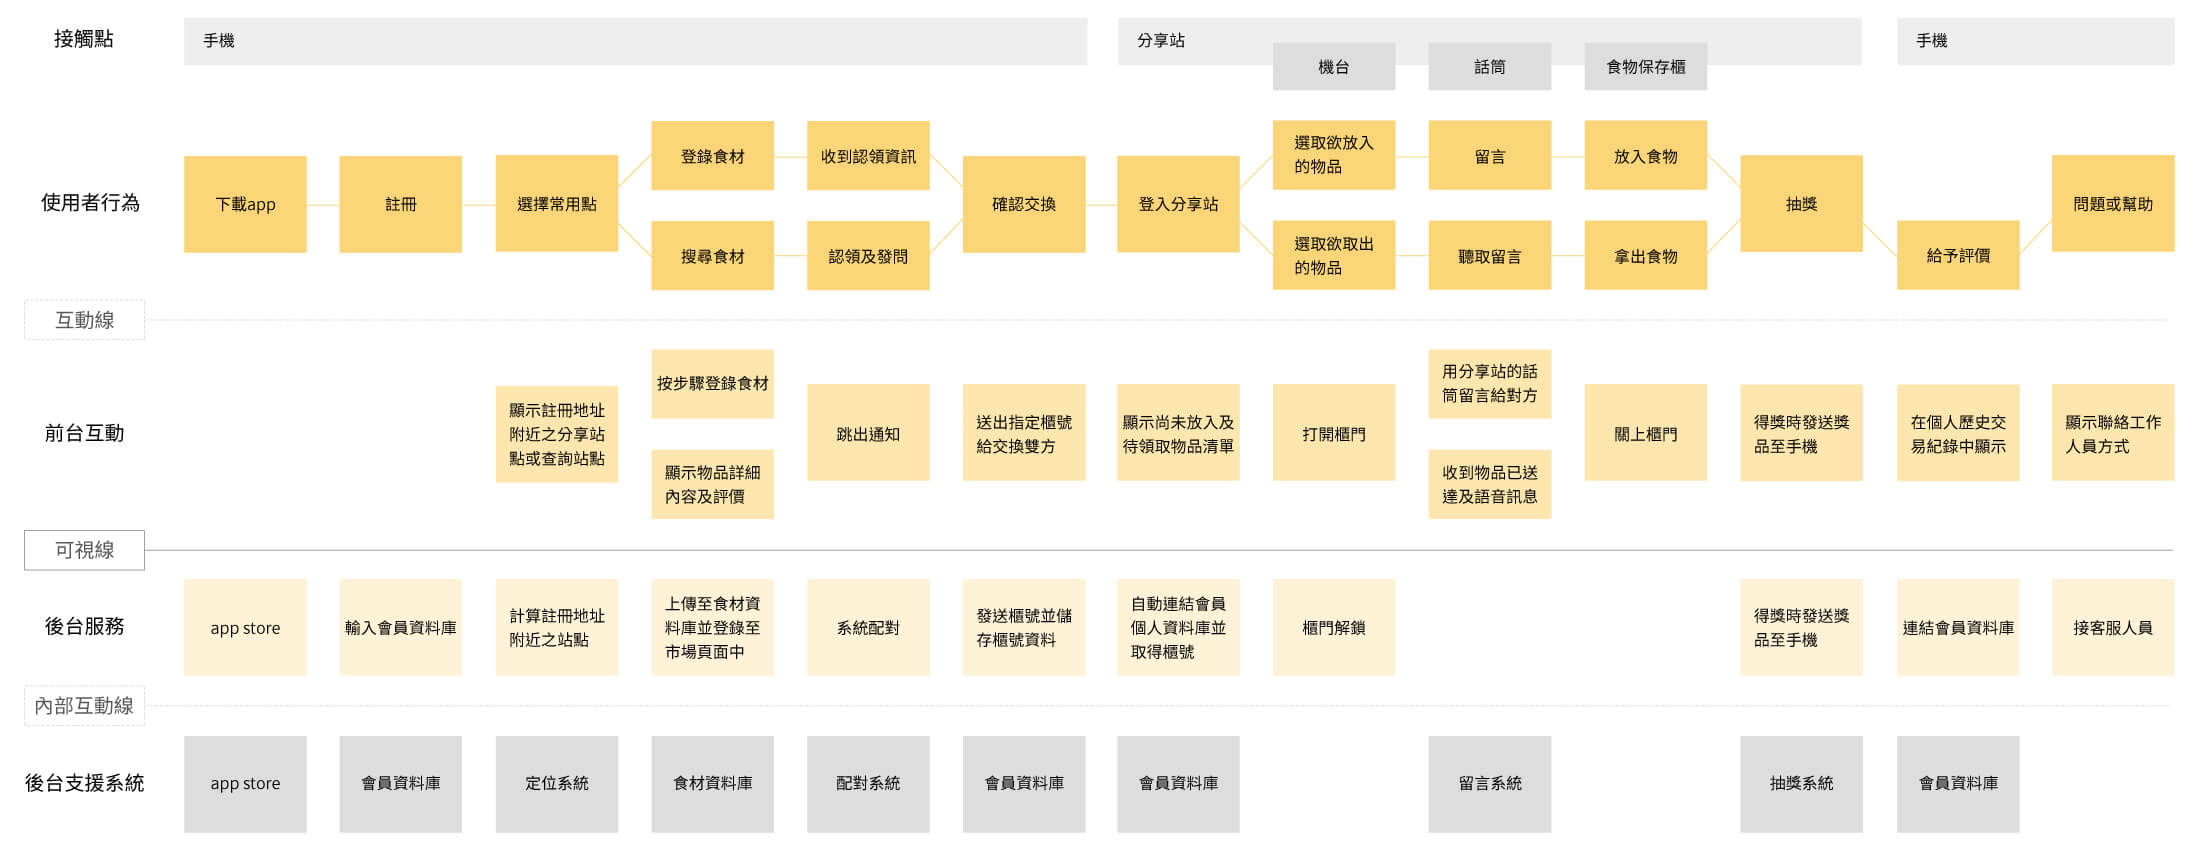 接觸點
手機
分享站
手機
機台
話筒
食物保存櫃
使用者行為
下載app
註冊
選擇常用點
登錄食材
收到認領資訊
搜尋食材
認領及發問
確認交換
登入分享站
選取欲放入
的物品
留言
放入食物
選取欲取出
的物品
聽取留言
拿出食物
抽獎
給予評價
問題或幫助
互動線
前台互動
顯示註冊地址
附近之分享站
點或查詢站點
按步驟登錄食材
顯示物品詳細
內容及評價
跳出通知
送出指定櫃號
給交換雙方
顯示尚未放入及
待領取物品清單
打開櫃門
用分享站的話
筒留言給對方
收到物品已送
達及語音訊息
關上櫃門
得獎時發送獎
品至手機
在個人歷史交
易紀錄中顯示
顯示聯絡工作
人員方式
可視線
後台服務
app store
輸入會員資料庫
計算註冊地址
附近之站點
上傳至食材資
料庫並登錄至
市場頁面中
系統配對
發送櫃號並儲
存櫃號資料
自動連結會員
個人資料庫並
取得櫃號
櫃門解鎖
得獎時發送獎
品至手機
連結會員資料庫
接客服人員
內部互動線
後台支援系統
app store
會員資料庫
定位系統
食材資料庫
配對系統
會員資料庫
會員資料庫
留言系統
抽獎系統
會員資料庫